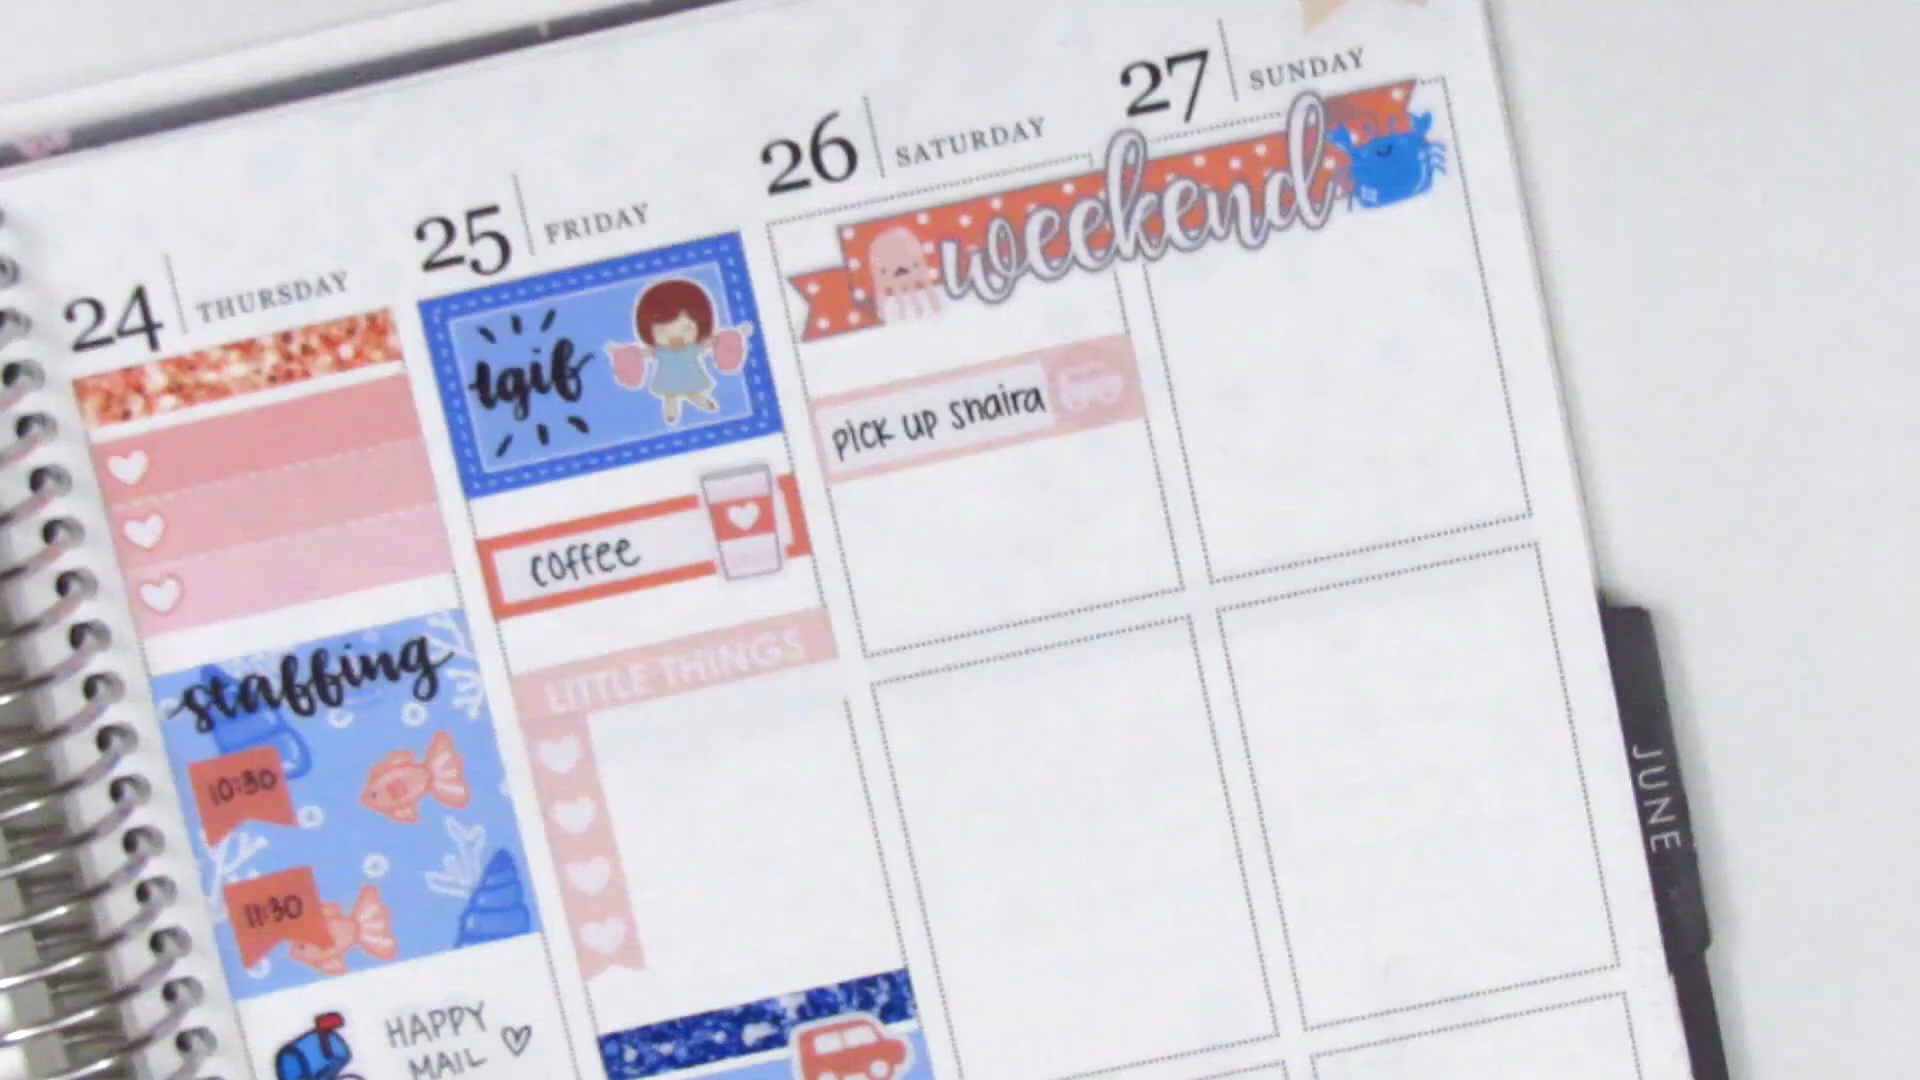 24 THURSDAY
staffing
10:30
11:30
HAPPY
MAIL
25 FRIDAY
tgif
coffee
LITTLE THINGS
26 SATURDAY
27 SUNDAY
weekend
pick up shaira
JUNE